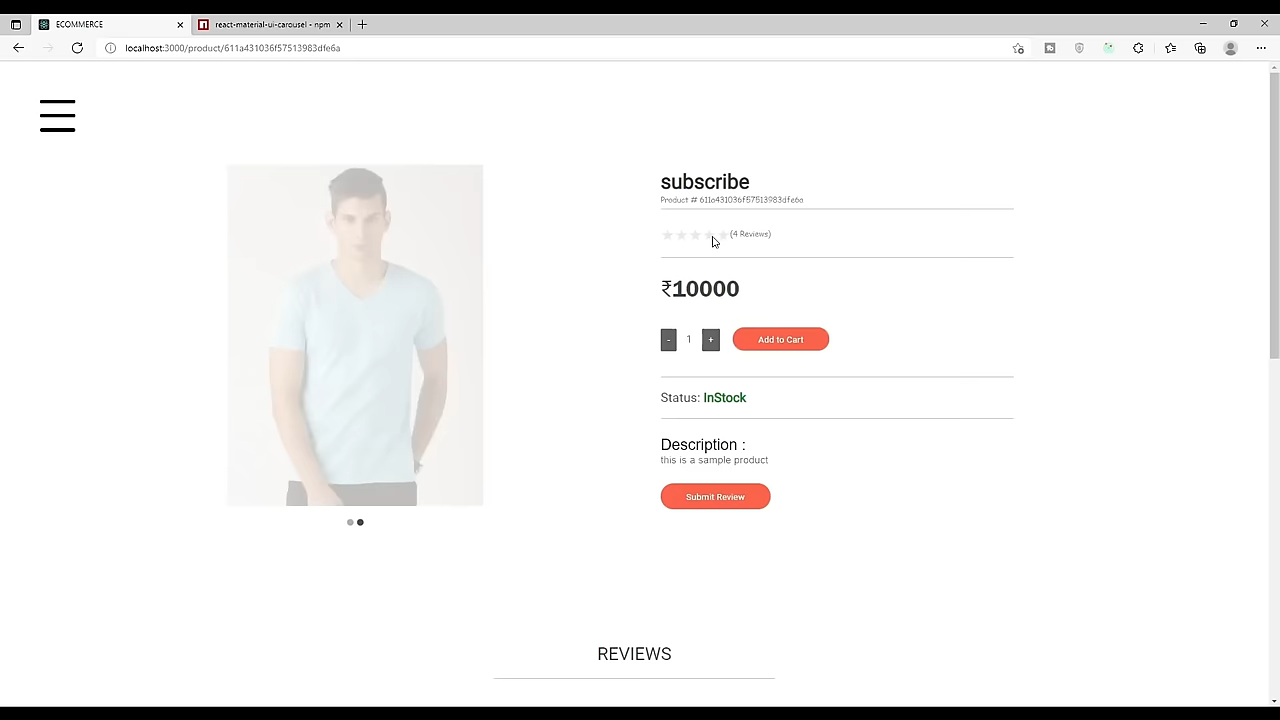 ECOMMERCE
react-material-ui-carousel - npm
localhost:3000/product/611a431036f57513983dfe6a
subscribe
Product # 611a431036f57513983dfe6a
(4 Reviews)
₹10000
- 1 + Add to Cart
Status: InStock
Description :
this is a sample product
Submit Review
REVIEWS